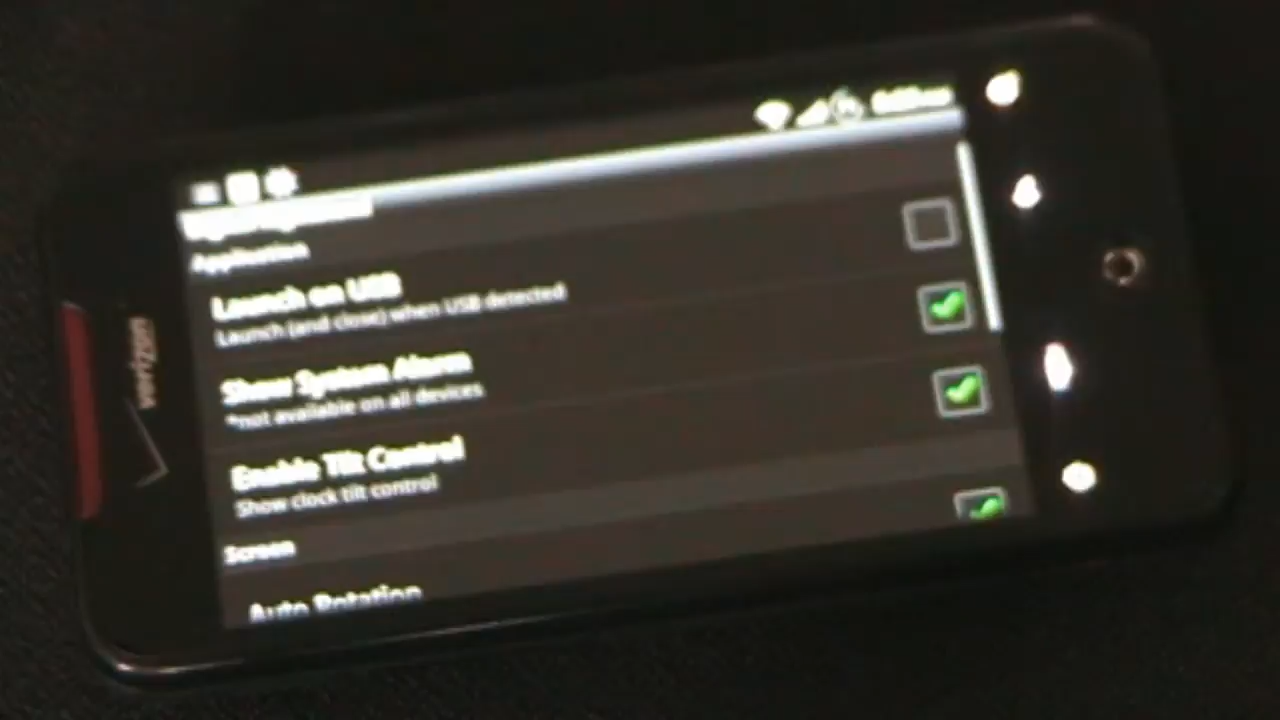 Application
Launch on USB
Launch (and close) when USB detected
Show System Alarm
*not available on all devices
Enable Tilt Control
Show clock tilt control
Screen
Auto Rotation
verizon